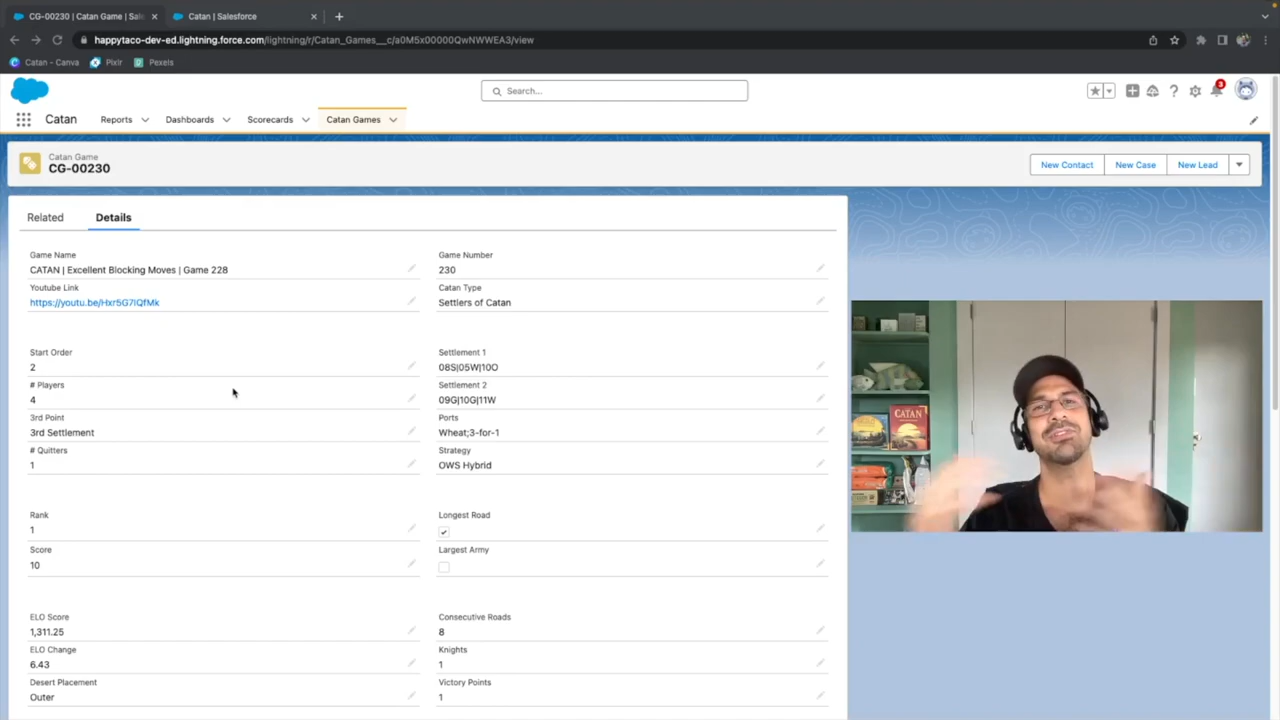 CG-00230 | Catan Game | Sale
Catan | Salesforce
happytaco-dev-ed.lightning.force.com/lightning/r/Catan_Games__c/a0M5x00000QwNWWEA3/view
Catan - Canva
Pixlr
Pexels
Search...
3
Catan
Reports
Dashboards
Scorecards
Catan Games
Catan Game
CG-00230
New Contact
New Case
New Lead
Related
Details
Game Name
CATAN | Excellent Blocking Moves | Game 228
Game Number
230
Youtube Link
https://youtu.be/Hxr5G7IQfMk
Catan Type
Settlers of Catan
Start Order
2
Settlement 1
08S|05W|10O
# Players
4
Settlement 2
09G|10G|11W
3rd Point
3rd Settlement
Ports
Wheat;3-for-1
# Quitters
1
Strategy
OWS Hybrid
Rank
1
Longest Road
Score
10
Largest Army
ELO Score
1,311.25
Consecutive Roads
8
ELO Change
6.43
Knights
1
Desert Placement
Outer
Victory Points
1
CATAN